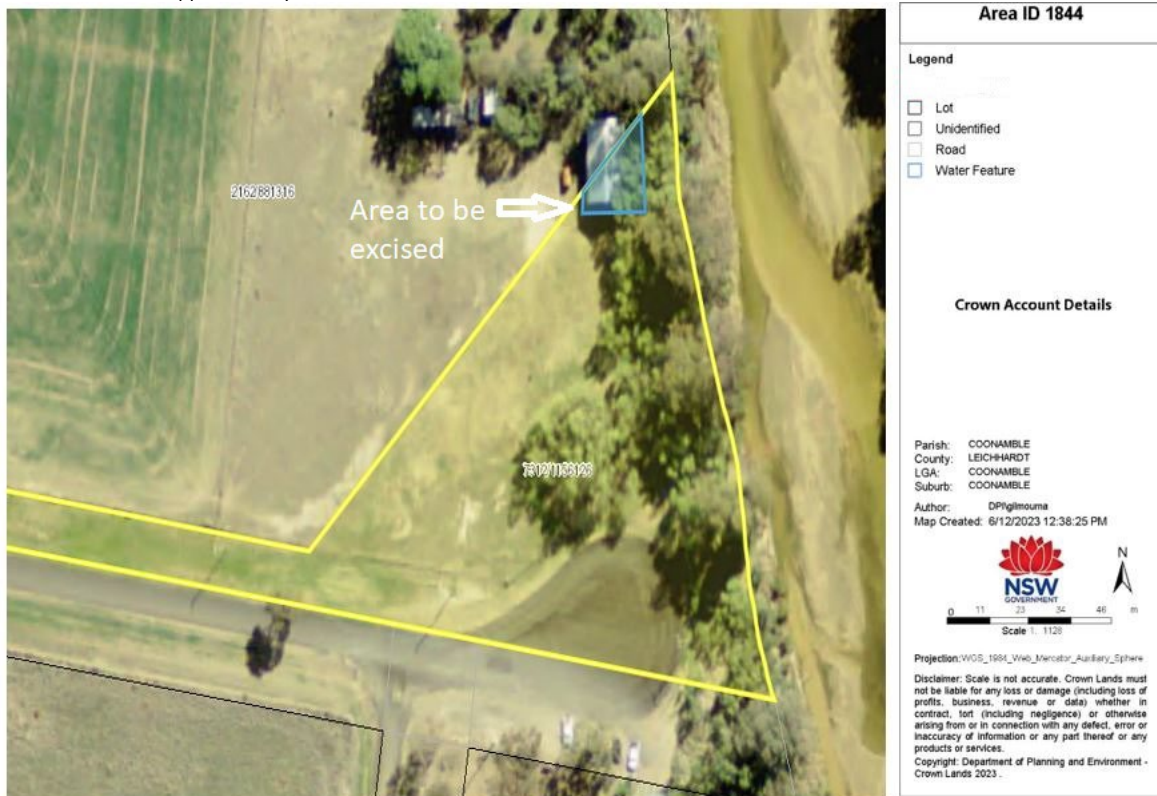 Area ID 1844
Legend
Lot
Unidentified
Road
Water Feature
2162/881316
Area to be
excised
7312/1156126
Crown Account Details
Parish: COONAMBLE
County: LEICHHARDT
LGA: COONAMBLE
Suburb: COONAMBLE
Author: DPI\gilmouma
Map Created: 6/12/2023 12:38:25 PM
NSW
GOVERNMENT
N
0 11 23 34 46 m
Scale 1: 1128
Projection:WGS_1984_Web_Mercator_Auxiliary_Sphere
Disclaimer: Scale is not accurate. Crown Lands must
not be liable for any loss or damage (including loss of
profits, business, revenue or data) whether in
contract, tort (including negligence) or otherwise
arising from or in connection with any defect, error or
inaccuracy of information or any part thereof or any
products or services.
Copyright: Department of Planning and Environment -
Crown Lands 2023 .